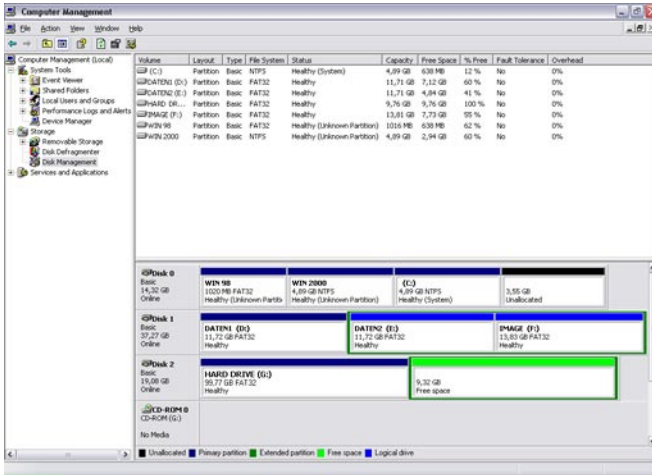 Computer Management
File Action View Window Help
Computer Management (Local)
System Tools
Event Viewer
Shared Folders
Local Users and Groups
Performance Logs and Alerts
Device Manager
Storage
Removable Storage
Disk Defragmenter
Disk Management
Services and Applications
Volume Layout Type File System Status Capacity Free Space % Free Fault Tolerance Overhead
(C:) Partition Basic NTFS Healthy (System) 4,89 GB 638 MB 12 % No 0%
DATEN1 (D:) Partition Basic FAT32 Healthy 11,71 GB 7,12 GB 60 % No 0%
DATEN2 (E:) Partition Basic FAT32 Healthy 11,71 GB 4,84 GB 41 % No 0%
HARD DR... Partition Basic FAT32 Healthy 9,76 GB 9,76 GB 100 % No 0%
IMAGE (F:) Partition Basic FAT32 Healthy 13,81 GB 7,73 GB 55 % No 0%
WIN 98 Partition Basic FAT32 Healthy (Unknown Partition) 1016 MB 638 MB 62 % No 0%
WIN 2000 Partition Basic NTFS Healthy (Unknown Partition) 4,89 GB 2,94 GB 60 % No 0%
Disk 0
Basic
14,32 GB
Online
WIN 98
1020 MB FAT32
Healthy (Unknown Partiti
WIN 2000
4,89 GB NTFS
Healthy (Unknown Partition)
(C:)
4,89 GB NTFS
Healthy (System)
3,55 GB
Unallocated
Disk 1
Basic
37,27 GB
Online
DATEN1 (D:)
11,72 GB FAT32
Healthy
DATEN2 (E:)
11,72 GB FAT32
Healthy
IMAGE (F:)
13,83 GB FAT32
Healthy
Disk 2
Basic
19,08 GB
Online
HARD DRIVE (G:)
99,77 GB FAT32
Healthy
9,32 GB
Free space
CD-ROM 0
CD-ROM (G:)
No Media
Unallocated Primary partition Extended partition Free space Logical drive